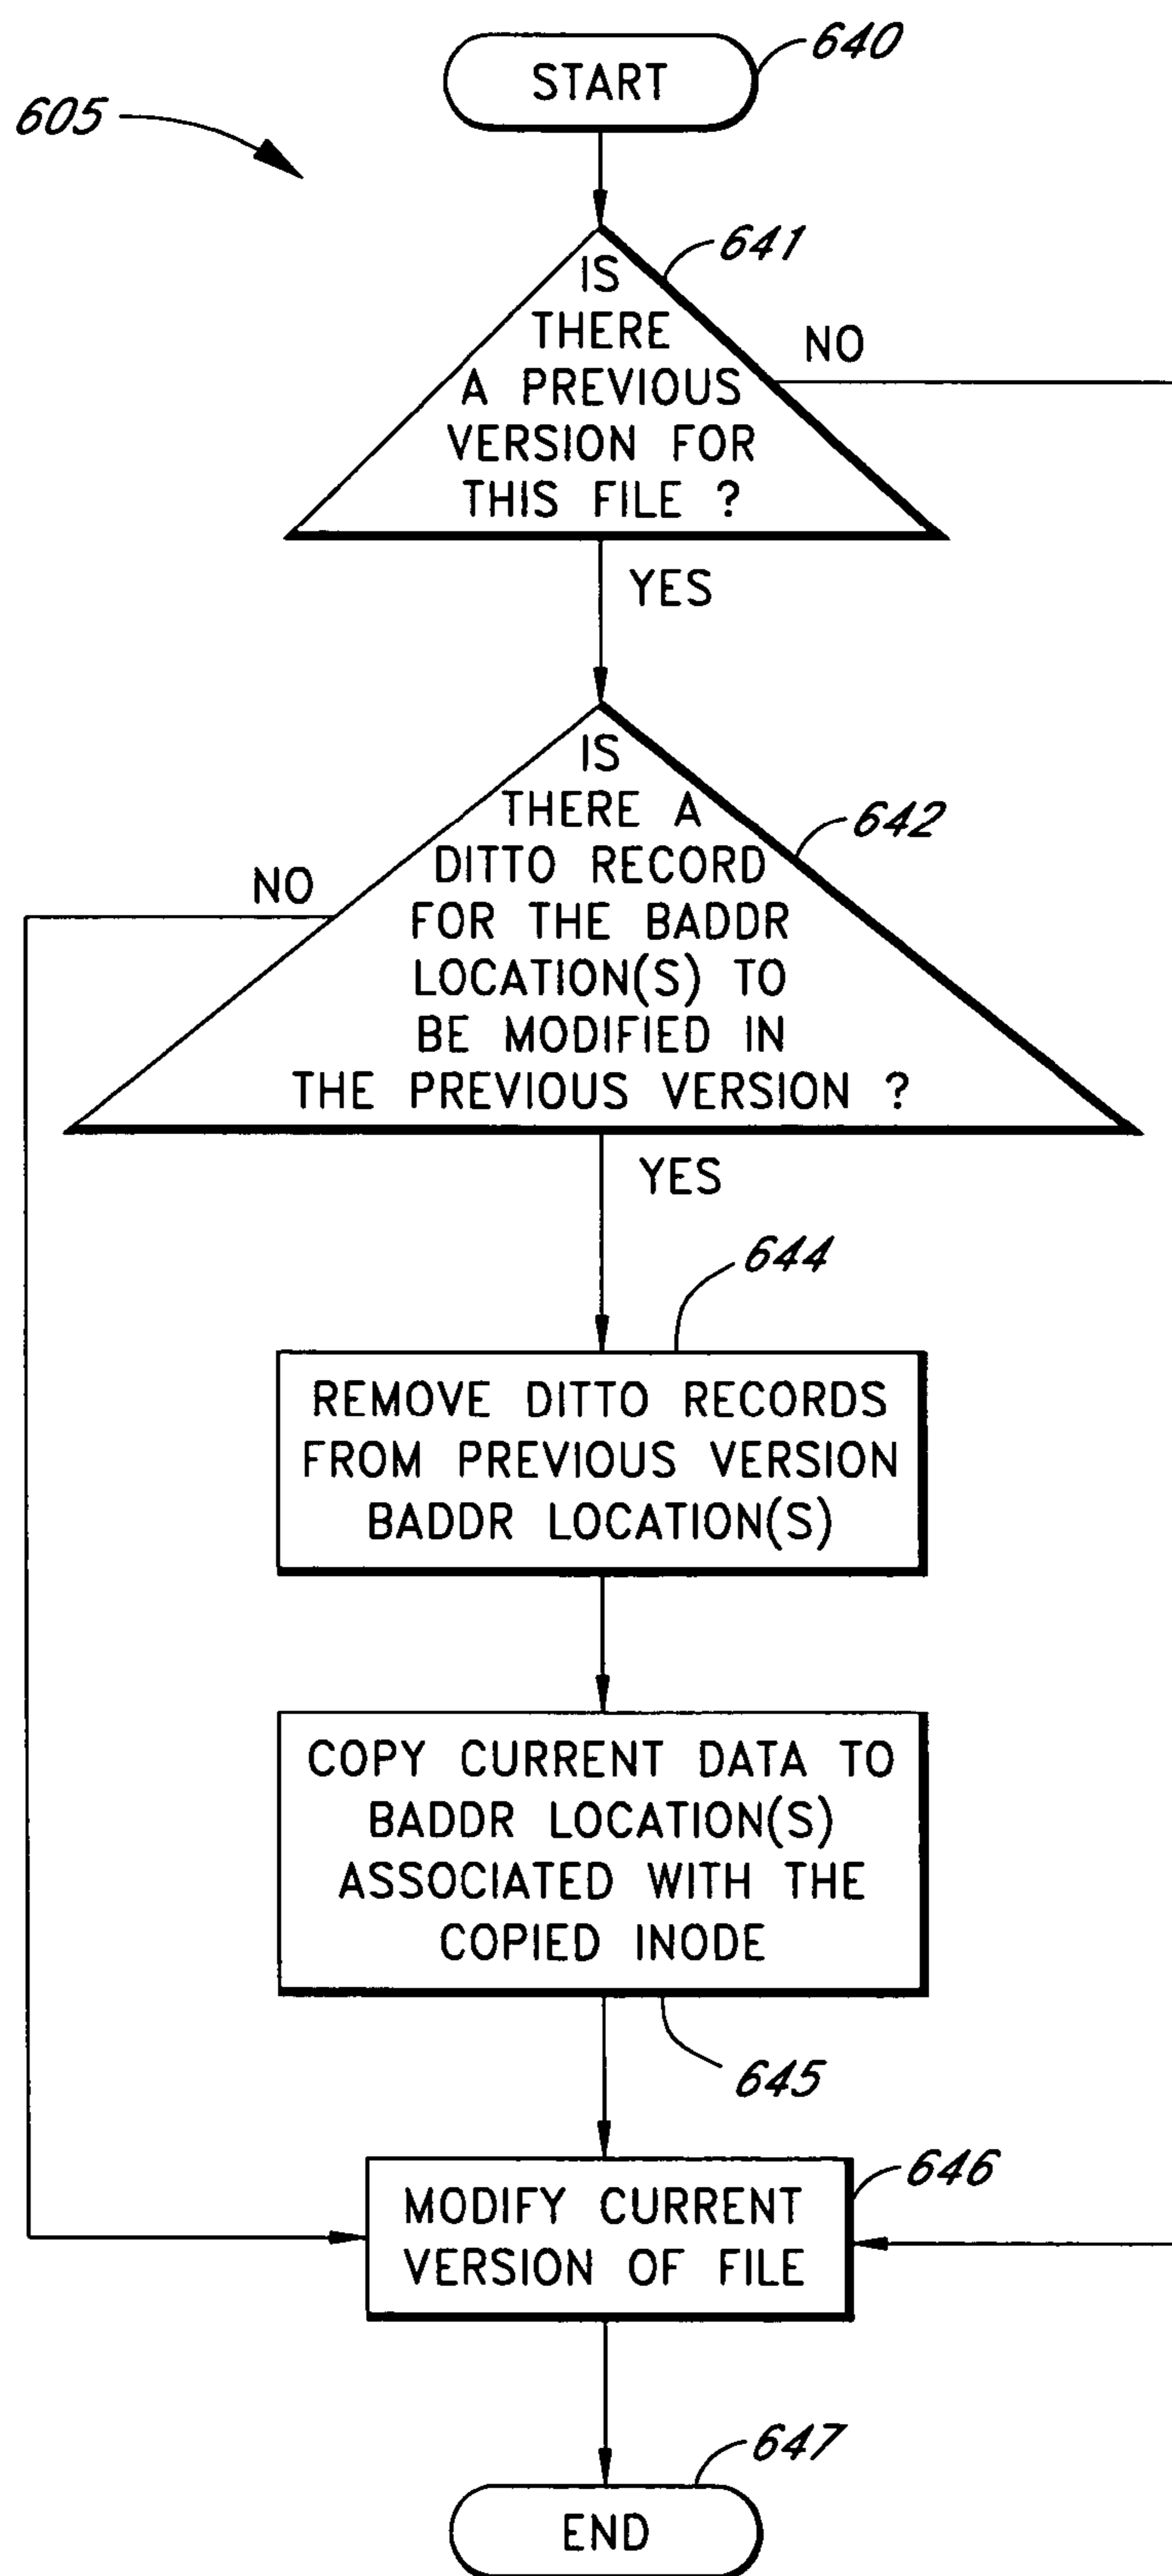 START
640
605
641
IS
THERE
A PREVIOUS
VERSION FOR
THIS FILE ?
NO
YES
642
IS
THERE A
DITTO RECORD
FOR THE BADDR
LOCATION(S) TO
BE MODIFIED IN
THE PREVIOUS VERSION ?
NO
YES
644
REMOVE DITTO RECORDS
FROM PREVIOUS VERSION
BADDR LOCATION(S)
COPY CURRENT DATA TO
BADDR LOCATION(S)
ASSOCIATED WITH THE
COPIED INODE
645
646
MODIFY CURRENT
VERSION OF FILE
647
END